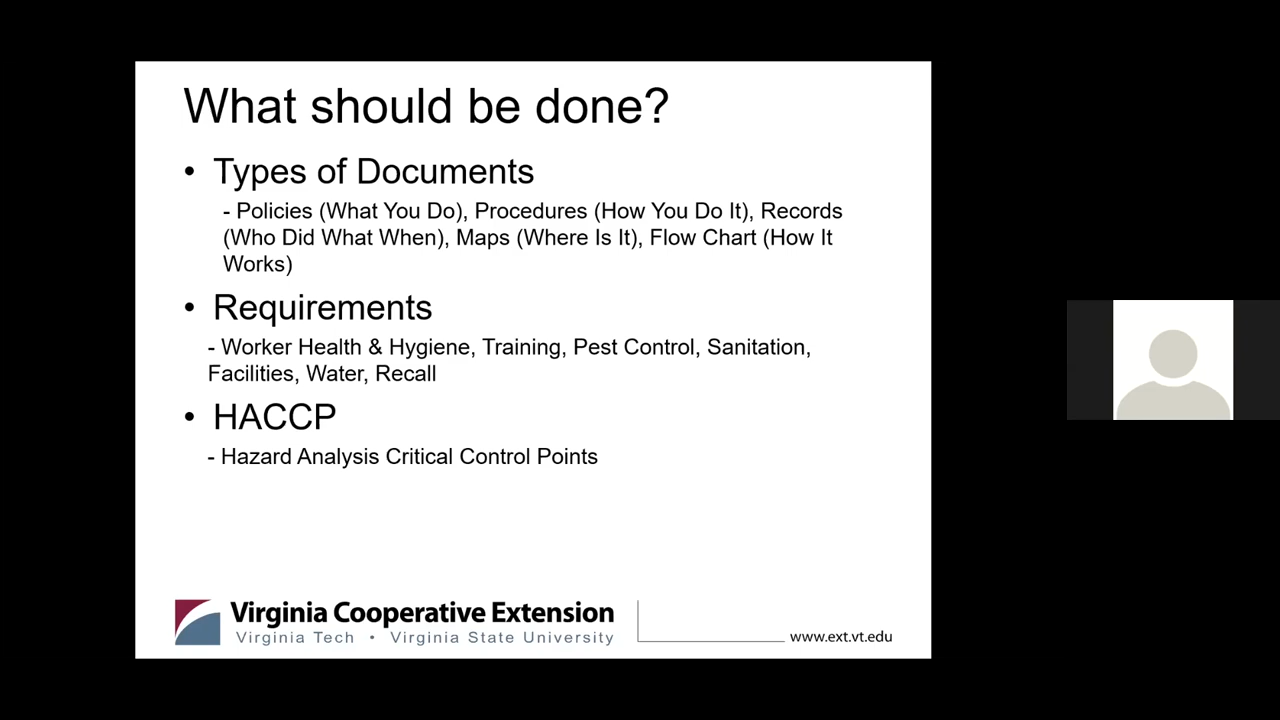 What should be done?
• Types of Documents
- Policies (What You Do), Procedures (How You Do It), Records
(Who Did What When), Maps (Where Is It), Flow Chart (How It
Works)
• Requirements
- Worker Health & Hygiene, Training, Pest Control, Sanitation,
Facilities, Water, Recall
• HACCP
- Hazard Analysis Critical Control Points
Virginia Cooperative Extension
Virginia Tech • Virginia State University
www.ext.vt.edu